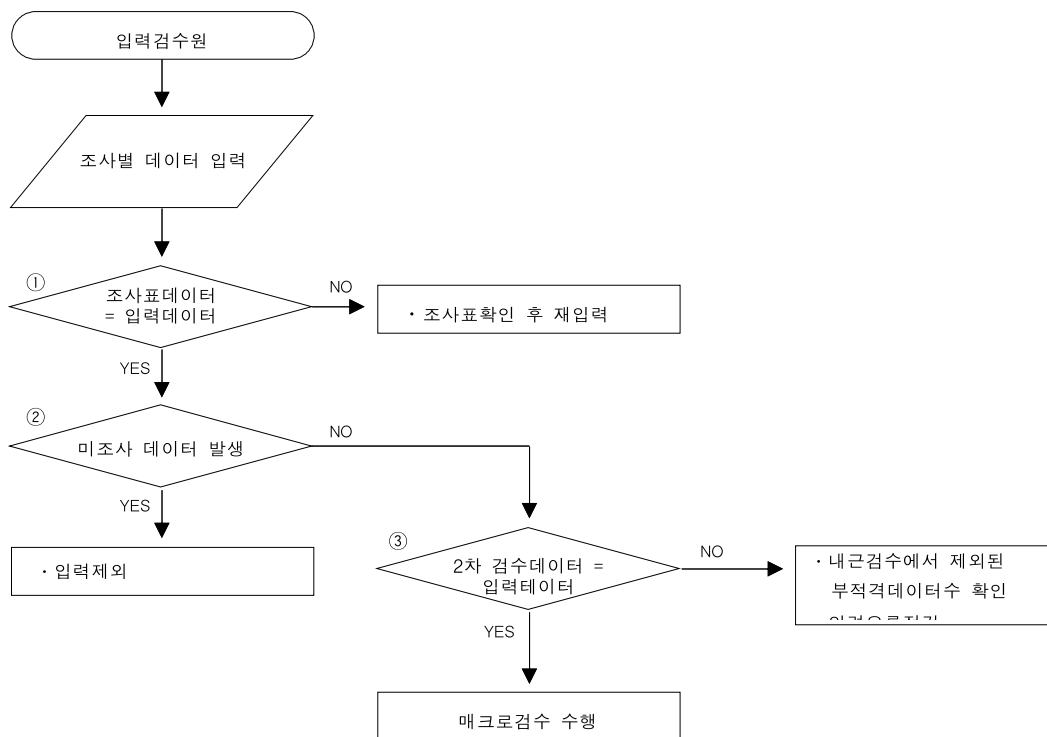 입력검수원
조사별 데이터 입력
①
조사표데이터
= 입력데이터
NO
· 조사표확인 후 재입력
YES
②
미조사 데이터 발생
NO
YES
· 입력제외
③
2차 검수데이터 =
입력테이터
NO
· 내근검수에서 제외된
부적격데이터수 확인
YES
매크로검수 수행